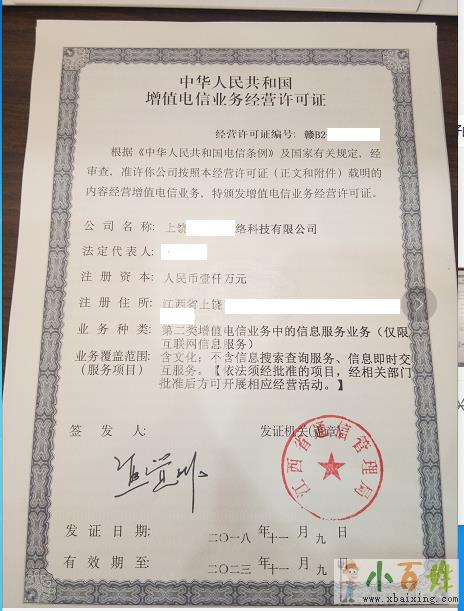 中华人民共和国
增值电信业务经营许可证
经营许可证编号: 赣B2-
根据《中华人民共和国电信条例》及国家有关规定、经
审查，准许你公司按照本经营许可证（正文和附件）载明的
内容经营增值电信业务，特颁发增值电信业务经营许可证。
公司名称: 上饶 络科技有限公司
法定代表人:
注册资本: 人民币壹仟万元
注册住所: 江西省上饶
业务种类: 第二类增值电信业务中的信息服务业务（仅限
互联网信息服务）
业务覆盖范围: 含文化；不含信息搜索查询服务、信息即时交
(服务项目) 互服务。【依法须经批准的项目，经相关部门
批准后方可开展相应经营活动。】
签发人: 发证机关(盖章)
江西省通信管理局
发证日期: 二〇一八 年 十一 月 九 日
有效期至: 二〇二三 年 十一 月 九 日
小百姓
www.xbaixing.com